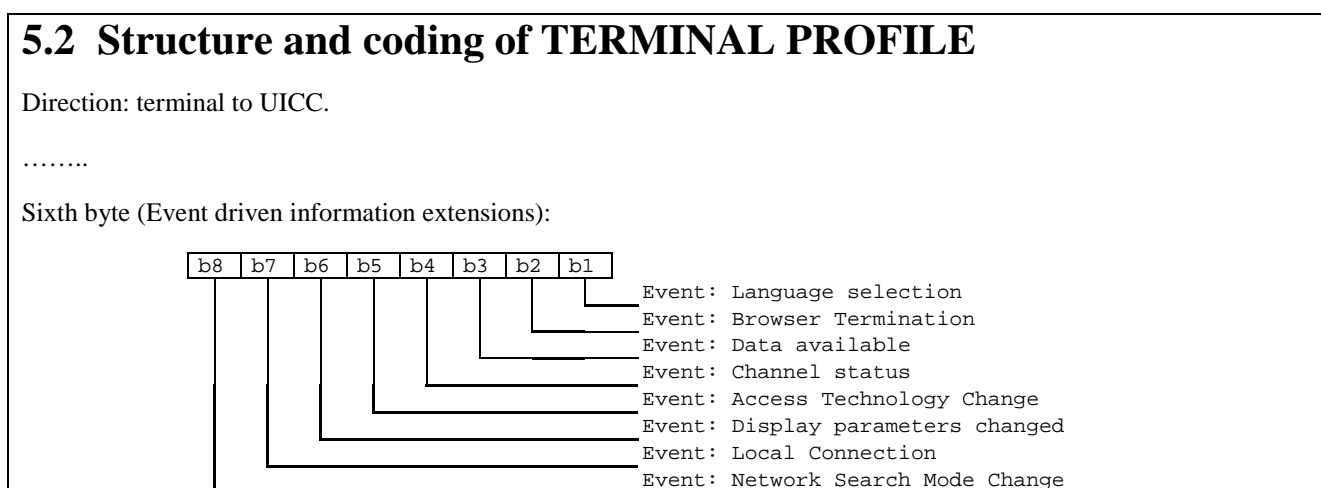 5.2 Structure and coding of TERMINAL PROFILE
Direction: terminal to UICC.
……..
Sixth byte (Event driven information extensions):
b8 b7 b6 b5 b4 b3 b2 b1
Event: Language selection
Event: Browser Termination
Event: Data available
Event: Channel status
Event: Access Technology Change
Event: Display parameters changed
Event: Local Connection
Event: Network Search Mode Change